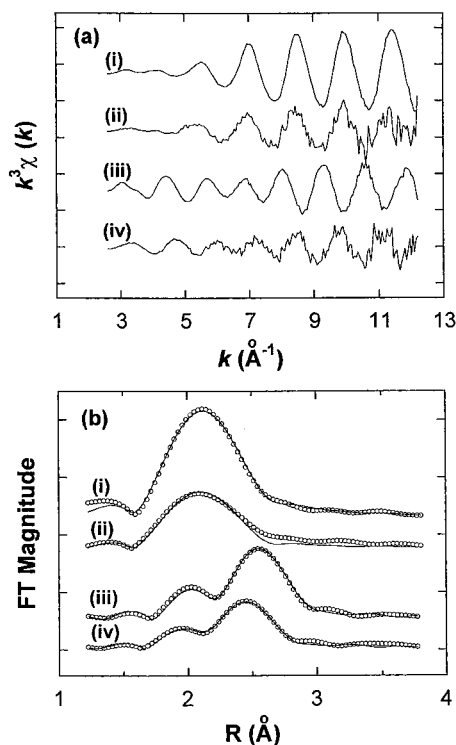 (a)
(i)
(ii)
(iii)
(iv)
k³χ (k)
1 3 5 7 9 11 13
k (Å⁻¹)
(b)
(i)
(ii)
(iii)
(iv)
FT Magnitude
1 2 3 4
R (Å)